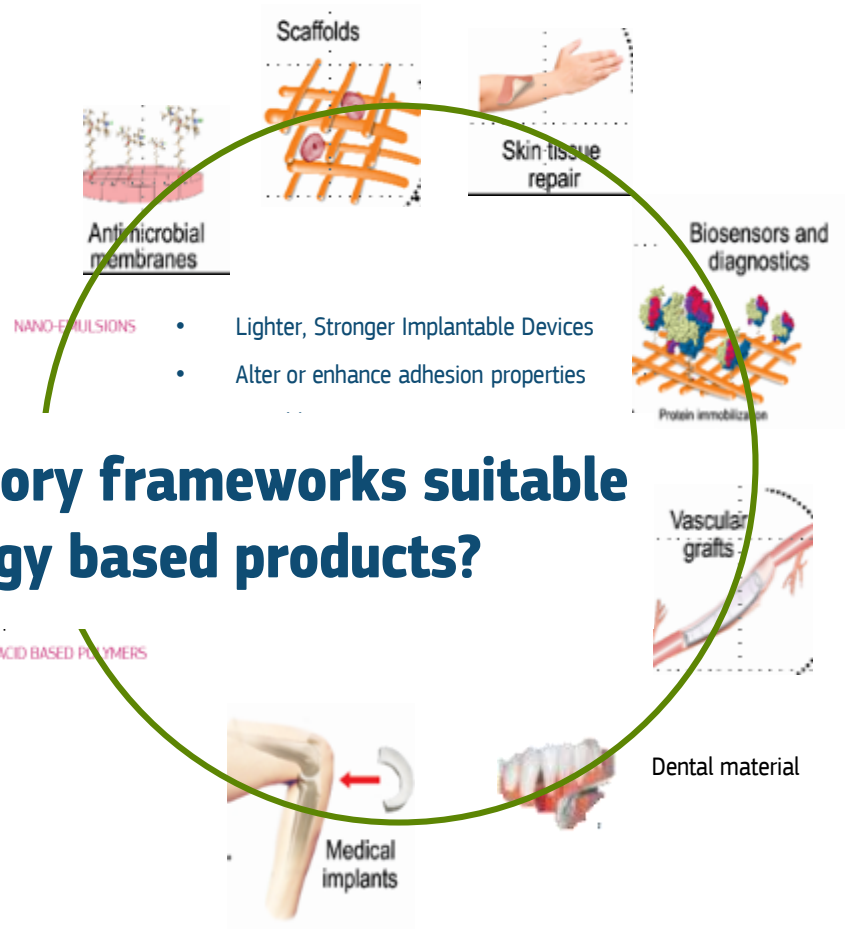 Scaffolds
Skin tissue
repair
Antimicrobial
membranes
Biosensors and
diagnostics
NANO-EMULSIONS
• Lighter, Stronger Implantable Devices
• Alter or enhance adhesion properties
Protein immobilization
ory frameworks suitable
gy based products?
Vascular
grafts
ACID BASED POLYMERS
Dental material
Medical
implants